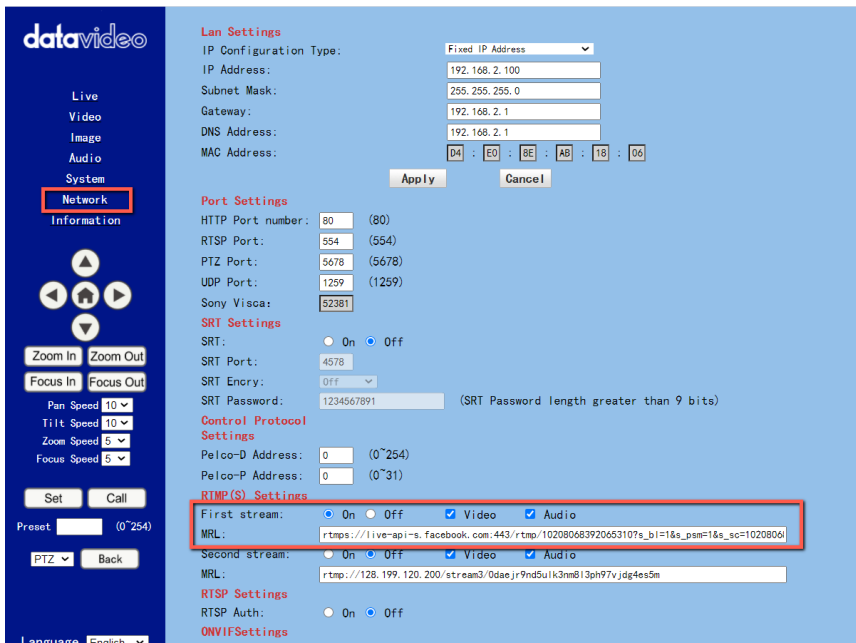 datavideo
Live
Video
Image
Audio
System
Network
Information
Zoom In Zoom Out
Focus In Focus Out
Pan Speed 10
Tilt Speed 10
Zoom Speed 5
Focus Speed 5
Set Call
Preset (0~254)
PTZ Back
Language English
Lan Settings
IP Configuration Type: Fixed IP Address
IP Address: 192.168.2.100
Subnet Mask: 255.255.255.0
Gateway: 192.168.2.1
DNS Address: 192.168.2.1
MAC Address: D4 : E0 : 8E : AB : 18 : 06
Apply Cancel
Port Settings
HTTP Port number: 80 (80)
RTSP Port: 554 (554)
PTZ Port: 5678 (5678)
UDP Port: 1259 (1259)
Sony Visca: 52381
SRT Settings
SRT: On Off
SRT Port: 4578
SRT Encry: Off
SRT Password: 1234567891 (SRT Password length greater than 9 bits)
Control Protocol
Settings
Pelco-D Address: 0 (0~254)
Pelco-P Address: 0 (0~31)
RTMP(S) Settings
First stream: On Off Video Audio
MRL: rtmps://live-api-s.facebook.com:443/rtmp/10208068392065310?s_bl=1&s_psm=1&s_sc=1020806
Second stream: On Off Video Audio
MRL: rtmp://128.199.120.200/stream3/0daejr9nd5ulk3nm8l3ph97vjdg4es5m
RTSP Settings
RTSP Auth: On Off
ONVIFSettings